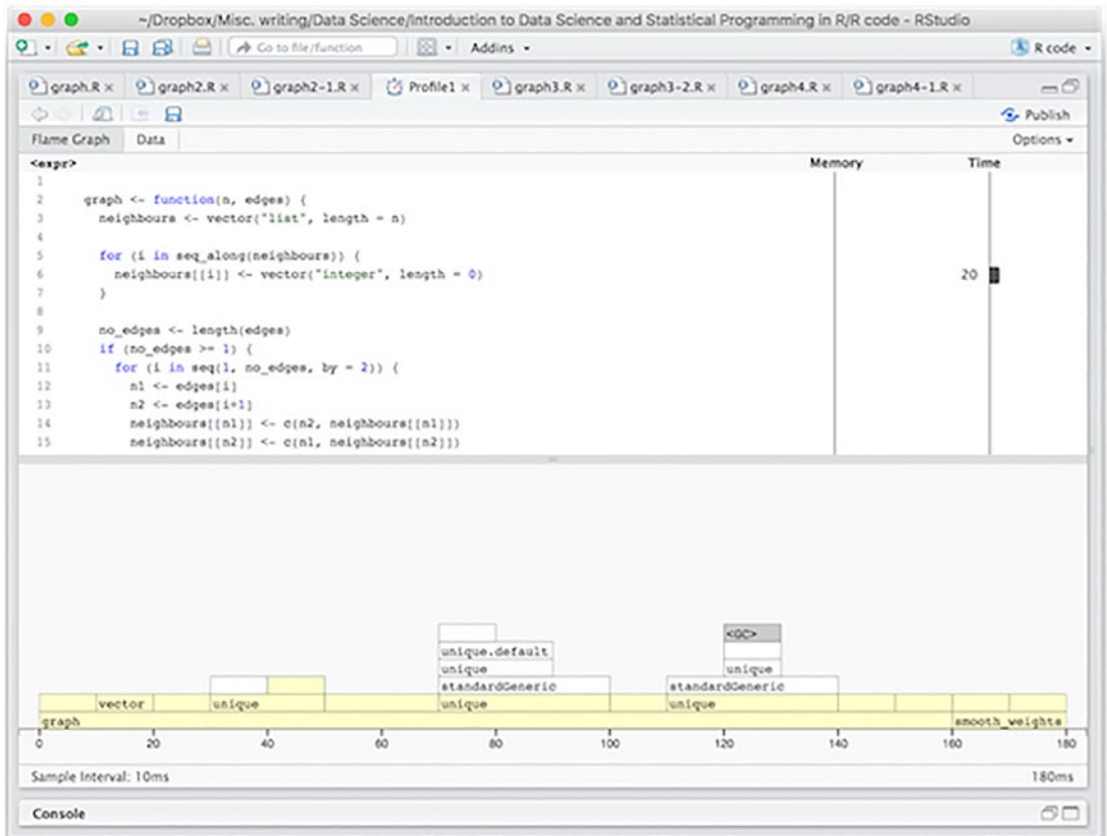 ~/Dropbox/Misc. writing/Data Science/Introduction to Data Science and Statistical Programming in R/R code - RStudio
Go to file/function Addins R code
graph.R graph2.R graph2-1.R Profile1 graph3.R graph3-2.R graph4.R graph4-1.R
Publish
Flame Graph Data Options
<expr> Memory Time
1
2 graph <- function(n, edges) {
3 neighbours <- vector("list", length = n)
4
5 for (i in seq_along(neighbours)) {
6 neighbours[[i]] <- vector("integer", length = 0) 20
7 }
8
9 no_edges <- length(edges)
10 if (no_edges >= 1) {
11 for (i in seq(1, no_edges, by = 2)) {
12 n1 <- edges[i]
13 n2 <- edges[i+1]
14 neighbours[[n1]] <- c(n2, neighbours[[n1]])
15 neighbours[[n2]] <- c(n1, neighbours[[n2]])
<GC>
unique.default
unique unique
standardGeneric standardGeneric
vector unique unique unique
graph smooth_weights
0 20 40 60 80 100 120 140 160 180
Sample Interval: 10ms 180ms
Console